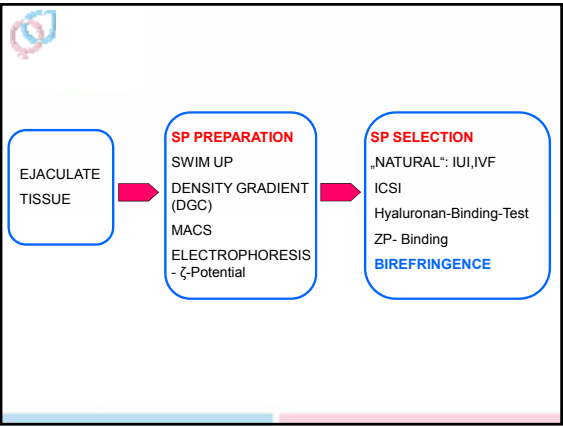 EJACULATE
TISSUE
SP PREPARATION
SWIM UP
DENSITY GRADIENT
(DGC)
MACS
ELECTROPHORESIS
- ζ-Potential
SP SELECTION
„NATURAL“: IUI,IVF
ICSI
Hyaluronan-Binding-Test
ZP- Binding
BIREFRINGENCE